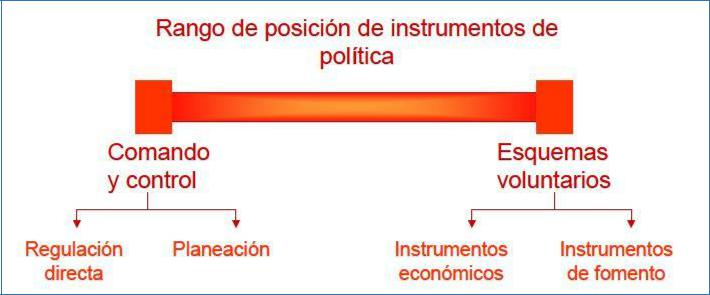 Rango de posición de instrumentos de
política
Comando
y control
Esquemas
voluntarios
Regulación
directa
Planeación
Instrumentos
económicos
Instrumentos
de fomento